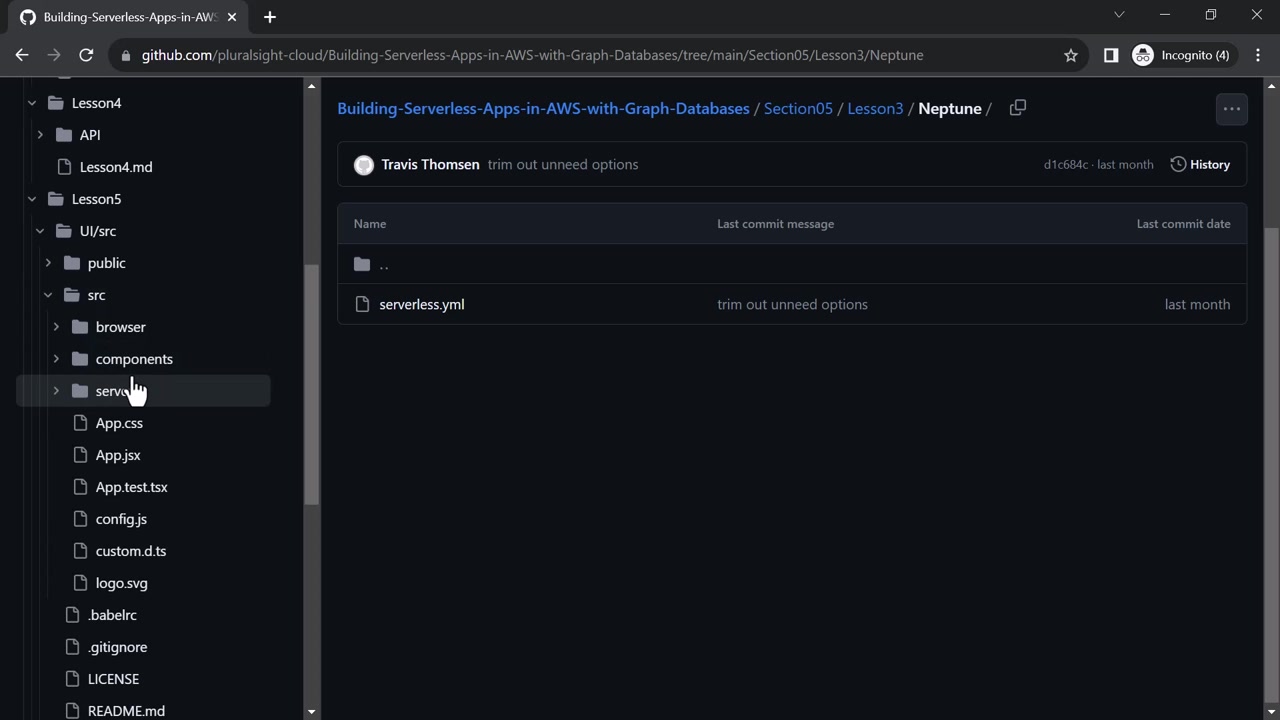 Building-Serverless-Apps-in-AWS
github.com/pluralsight-cloud/Building-Serverless-Apps-in-AWS-with-Graph-Databases/tree/main/Section05/Lesson3/Neptune
Incognito (4)
Lesson4
API
Lesson4.md
Lesson5
UI/src
public
src
browser
components
App.css
App.jsx
App.test.tsx
config.js
custom.d.ts
logo.svg
.babelrc
.gitignore
LICENSE
README.md
Building-Serverless-Apps-in-AWS-with-Graph-Databases / Section05 / Lesson3 / Neptune /
Travis Thomsen trim out unneed options d1c684c · last month History
Name Last commit message Last commit date
..
serverless.yml trim out unneed options last month